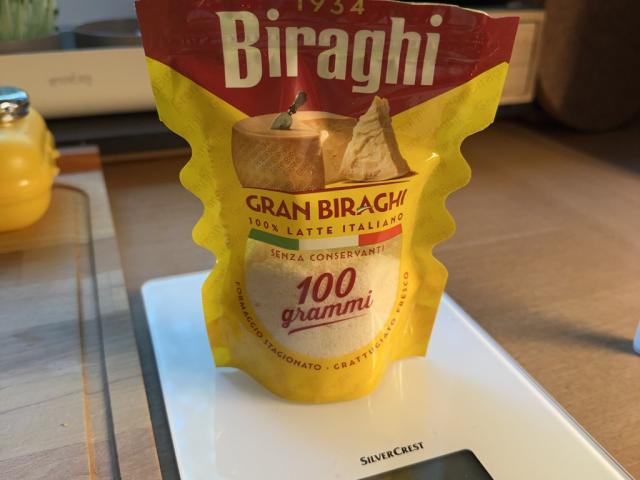 1934
Biraghi
GRAN BIRAGHI
100% LATTE ITALIANO
SENZA CONSERVANTI
100
grammi
FORMAGGIO STAGIONATO · GRATTUGIATO FRESCO
SILVERCREST